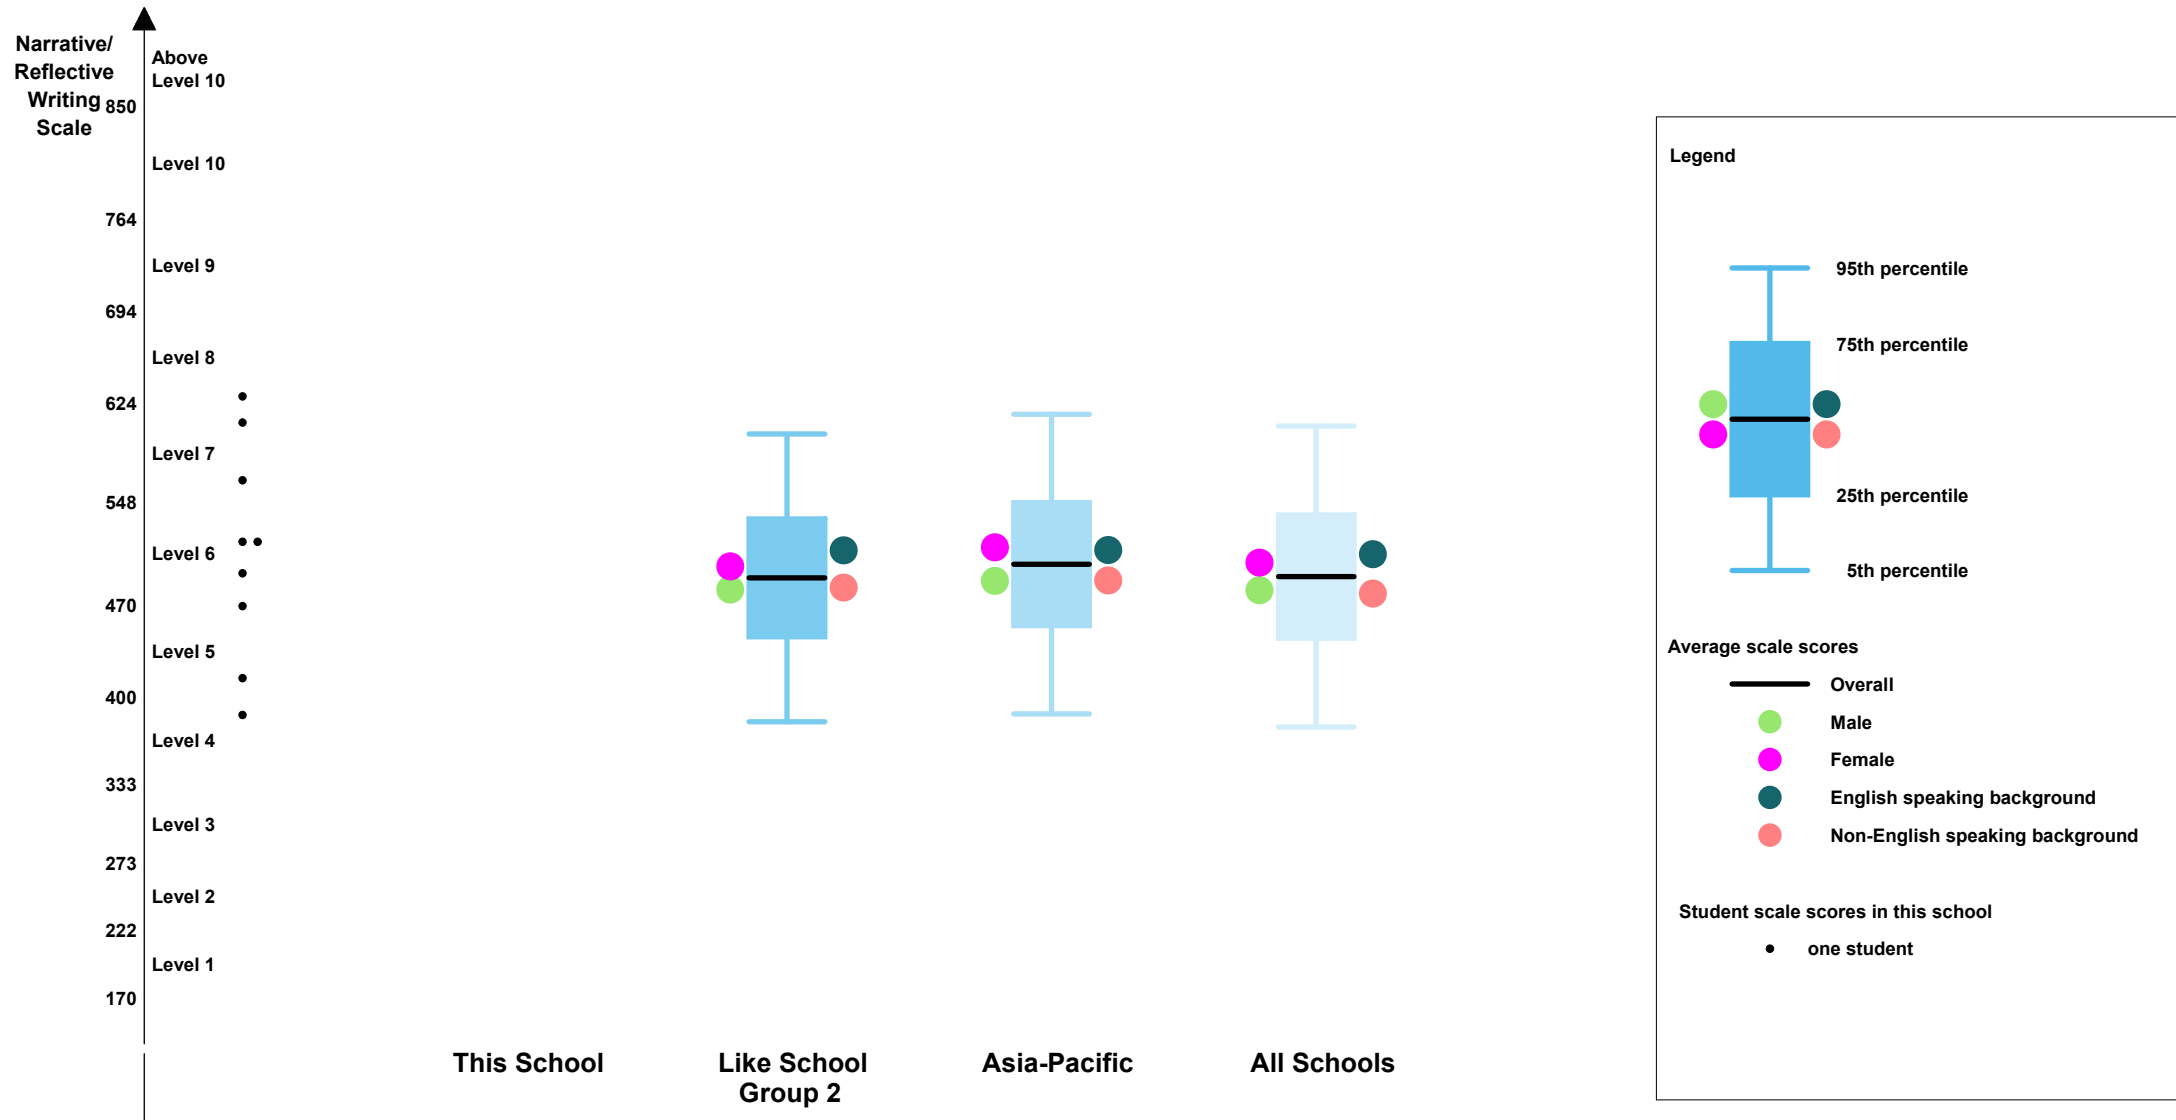 Narrative/
Reflective
Writing
Scale
Above
Level 10
850
Level 10
764
Level 9
694
Level 8
624
Level 7
548
Level 6
470
Level 5
400
Level 4
333
Level 3
273
Level 2
222
Level 1
170
This School
Like School
Group 2
Asia-Pacific
All Schools
Legend
95th percentile
75th percentile
25th percentile
5th percentile
Average scale scores
Overall
Male
Female
English speaking background
Non-English speaking background
Student scale scores in this school
one student